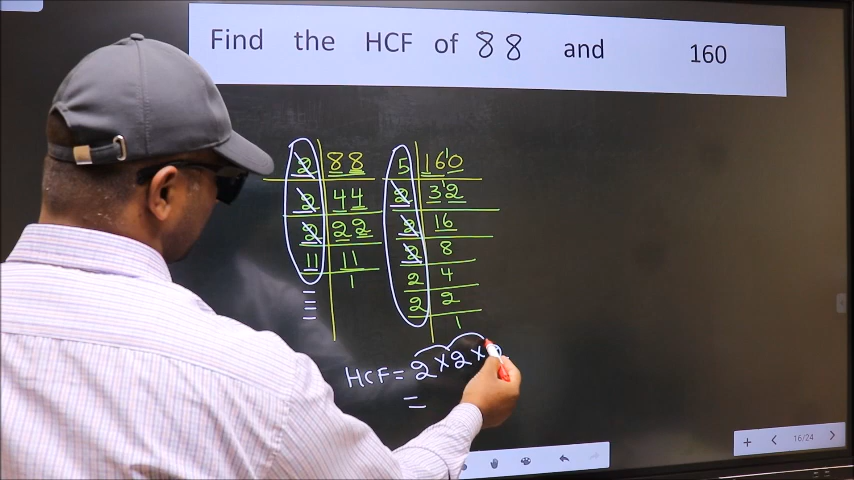 Find the HCF of 88 and 160
2 88 5 160
2 44 2 32
2 22 2 16
11 11 2 8
1 2 4
2 2
1
HCF = 2 × 2 ×
=
16/24